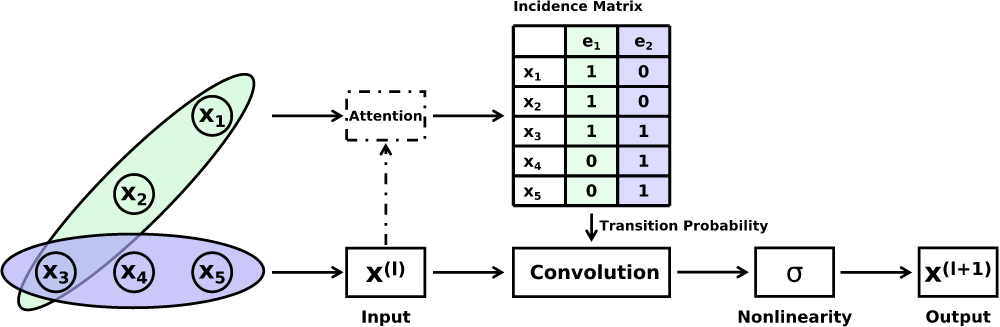 Incidence Matrix
e1 e2
x1 1 0
x2 1 0
x3 1 1
x4 0 1
x5 0 1
x1
x2
x3 x4 x5
Attention
Transition Probability
x(l)
Convolution
σ
x(l+1)
Input
Nonlinearity
Output